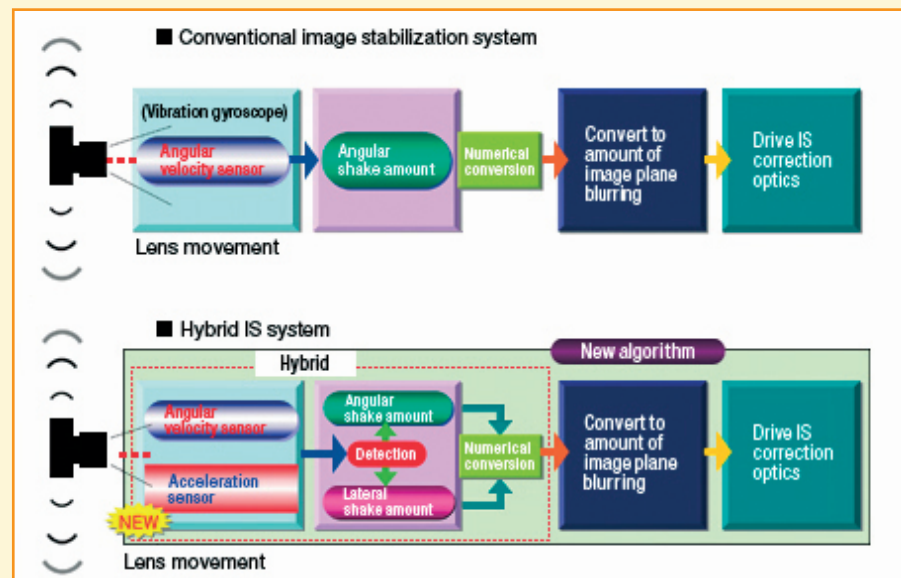 ■ Conventional image stabilization system
(Vibration gyroscope)
Angular
velocity sensor
Angular
shake amount
Numerical
conversion
Convert to
amount of
image plane
blurring
Drive IS
correction
optics
Lens movement
■ Hybrid IS system
New algorithm
Hybrid
Angular
velocity sensor
Acceleration
sensor
NEW
Angular
shake amount
Detection
Lateral
shake amount
Numerical
conversion
Convert to
amount of
image plane
blurring
Drive IS
correction
optics
Lens movement